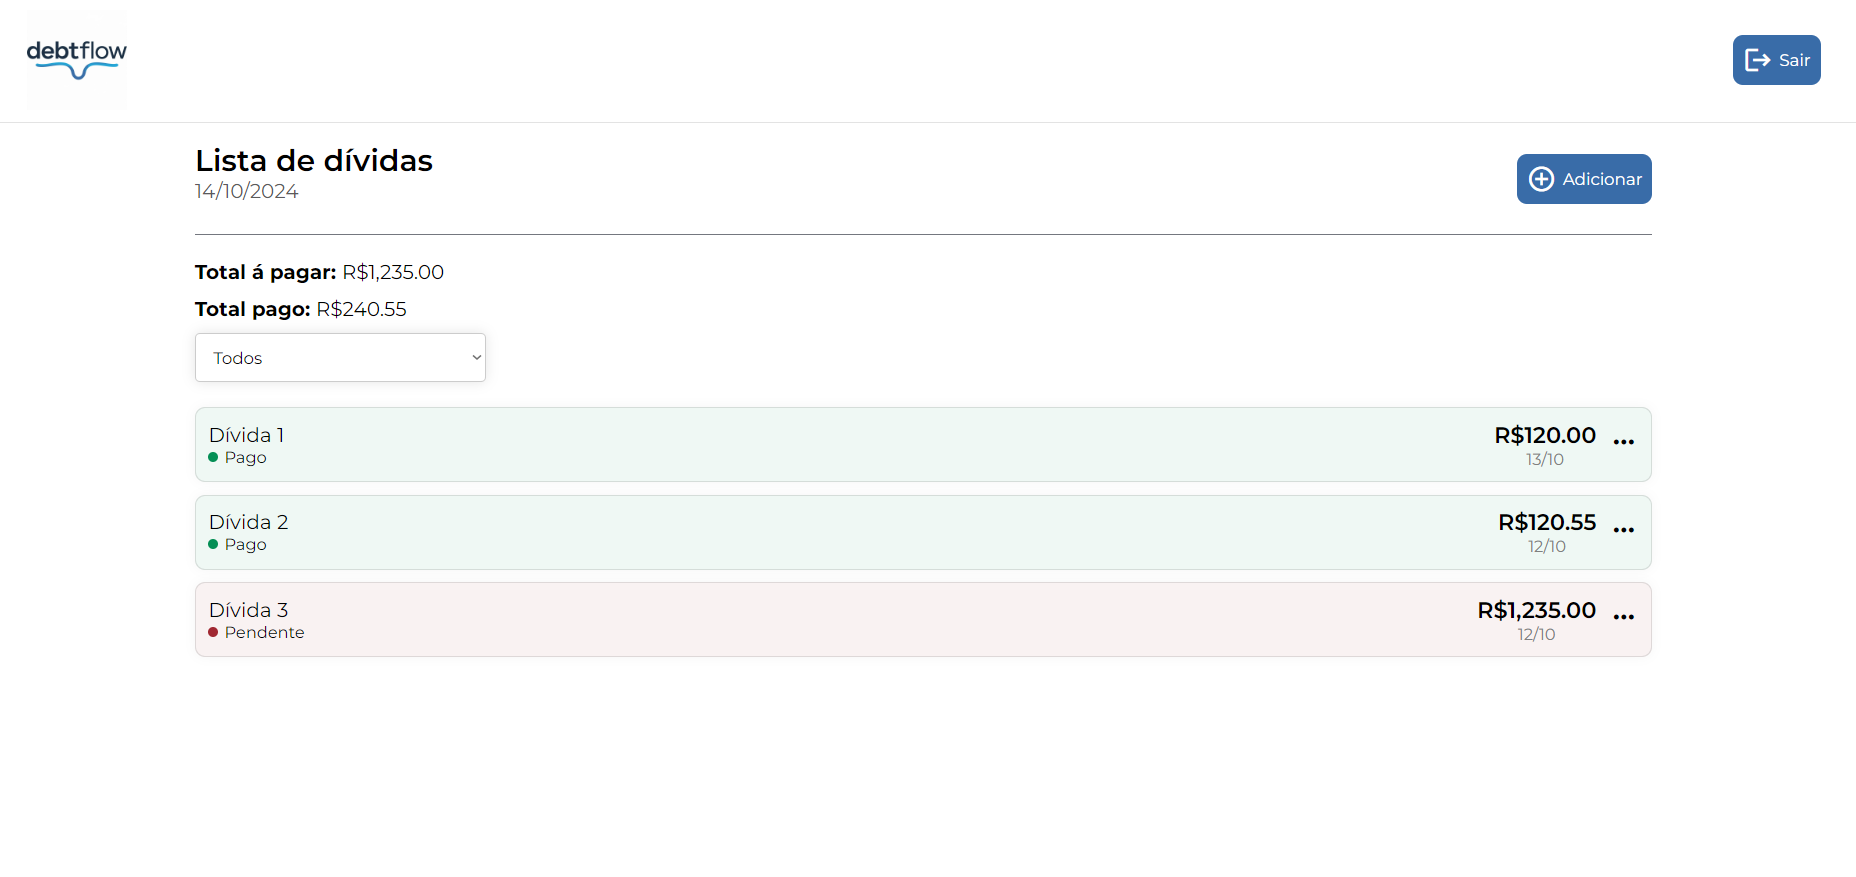 debtflow
Sair
Lista de dívidas
14/10/2024
Adicionar
Total á pagar: R$1,235.00
Total pago: R$240.55
Todos
Dívida 1
Pago
R$120.00
13/10
Dívida 2
Pago
R$120.55
12/10
Dívida 3
Pendente
R$1,235.00
12/10